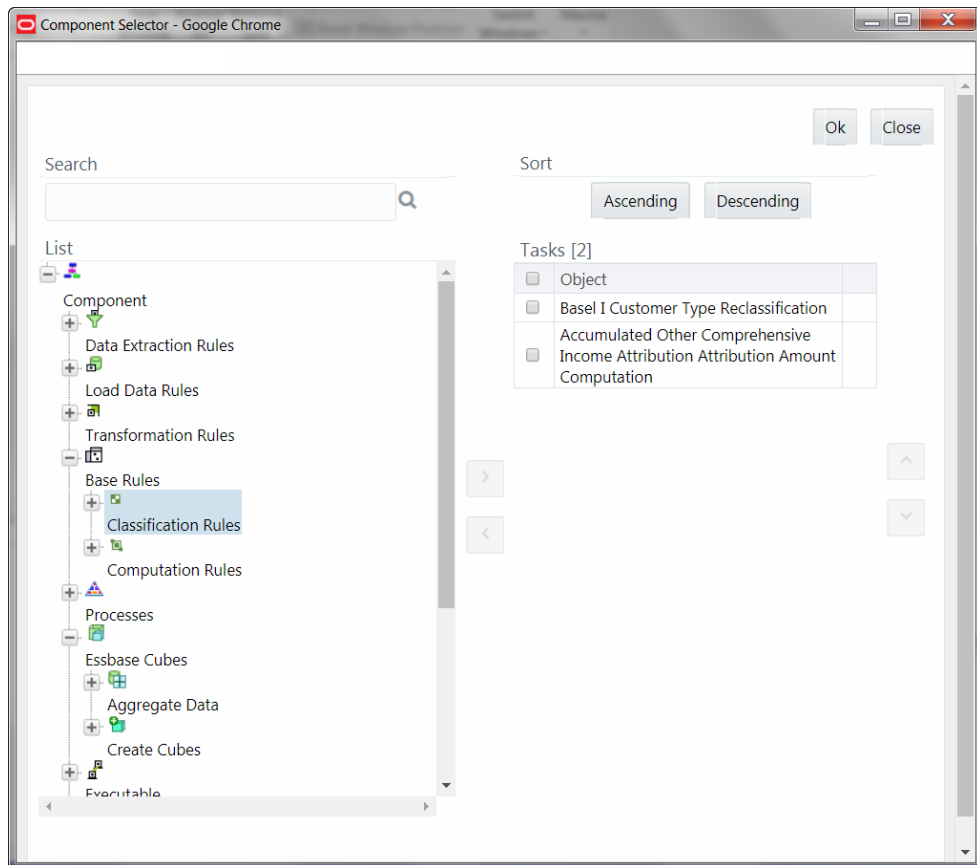 Component Selector - Google Chrome
Ok
Close
Search
Sort
Ascending
Descending
List
Component
Data Extraction Rules
Load Data Rules
Transformation Rules
Base Rules
Classification Rules
Computation Rules
Processes
Essbase Cubes
Aggregate Data
Create Cubes
Executable
Tasks [2]
Object
Basel I Customer Type Reclassification
Accumulated Other Comprehensive
Income Attribution Attribution Amount
Computation